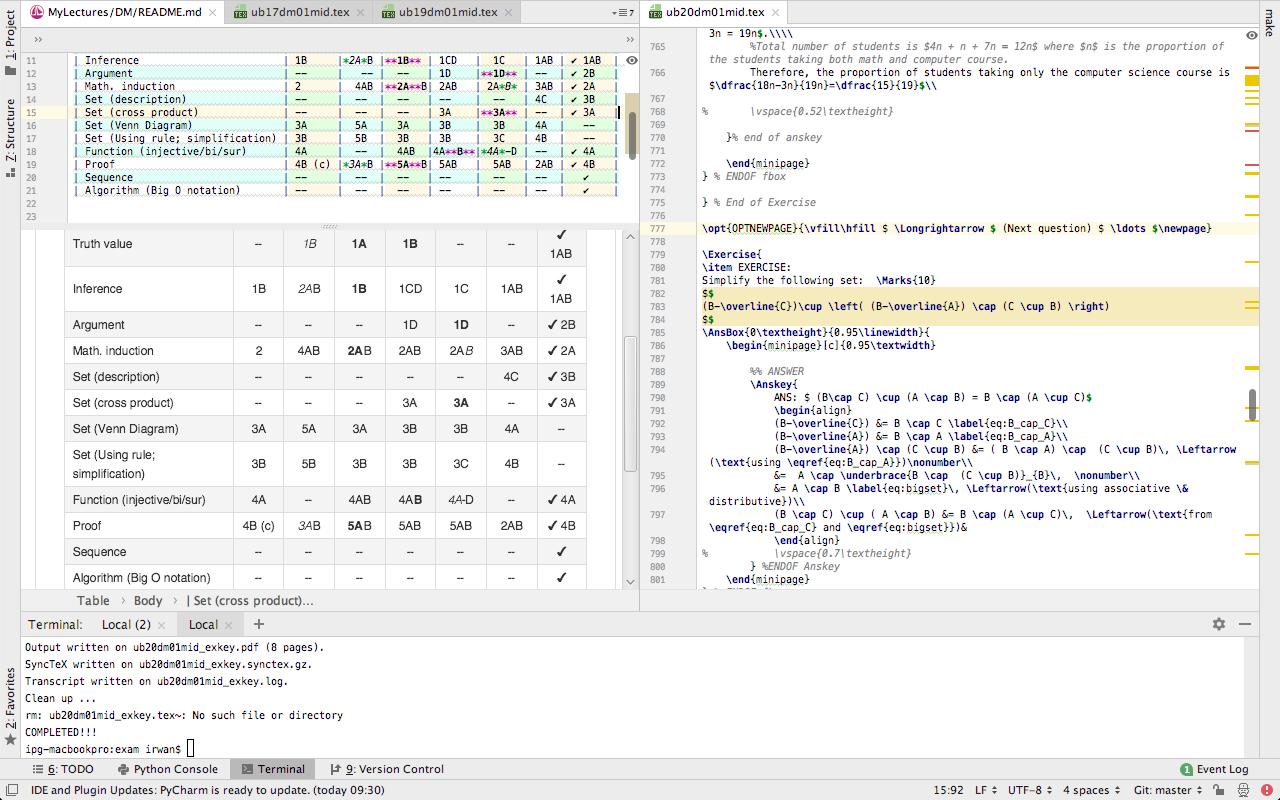 1: Project
Z: Structure
2: Favorites
make
MyLectures/DM/README.md
ub17dm01mid.tex
ub19dm01mid.tex
7
ub20dm01mid.tex
11 | Inference | 1B | *2A*B | **1B** | 1CD | 1C | 1AB | ✔ 1AB |
12 | Argument | -- | -- | -- | 1D | **1D** | -- | ✔ 2B |
13 | Math. induction | 2 | 4AB | **2A**B | 2AB | 2A*B* | 3AB | ✔ 2A |
14 | Set (description) | -- | -- | -- | -- | -- | 4C | ✔ 3B |
15 | Set (cross product) | -- | -- | -- | 3A | **3A** | -- | ✔ 3A |
16 | Set (Venn Diagram) | 3A | 5A | 3A | 3B | 3B | 4A | -- |
17 | Set (Using rule; simplification) | 3B | 5B | 3B | 3B | 3C | 4B | -- |
18 | Function (injective/bi/sur) | 4A | -- | 4AB | 4A**B** | *4A*-D | -- | ✔ 4A |
19 | Proof | 4B (c) | *3A*B | **5A**B | 5AB | 5AB | 2AB | ✔ 4B |
20 | Sequence | -- | -- | -- | -- | -- | -- | ✔ |
21 | Algorithm (Big O notation) | -- | -- | -- | -- | -- | -- | ✔ |
22
23
Truth value -- 1B 1A 1B -- -- ✔ 1AB
Inference 1B 2AB 1B 1CD 1C 1AB ✔ 1AB
Argument -- -- -- 1D 1D -- ✔ 2B
Math. induction 2 4AB 2AB 2AB 2AB 3AB ✔ 2A
Set (description) -- -- -- -- -- 4C ✔ 3B
Set (cross product) -- -- -- 3A 3A -- ✔ 3A
Set (Venn Diagram) 3A 5A 3A 3B 3B 4A --
Set (Using rule; simplification) 3B 5B 3B 3B 3C 4B --
Function (injective/bi/sur) 4A -- 4AB 4AB 4A-D -- ✔ 4A
Proof 4B (c) 3AB 5AB 5AB 5AB 2AB ✔ 4B
Sequence -- -- -- -- -- -- ✔
Algorithm (Big O notation) -- -- -- -- -- -- ✔
Table › Body › | Set (cross product)...
3n = 19n$.\\\\
765 %Total number of students is $4n + n + 7n = 12n$ where $n$ is the proportion of
the students taking both math and computer course.
766 Therefore, the proportion of students taking only the computer science course is
$\dfrac{18n-3n}{19n}=\dfrac{15}{19}$\\
767
768 % \vspace{0.52\textheight}
769
770 }% end of anskey
771
772 \end{minipage}
773 } % ENDOF fbox
774
775 } % End of Exercise
776
777 \opt{OPTNEWPAGE}{\vfill\hfill $ \Longrightarrow $ (Next question) $ \ldots $\newpage}
778
779 \Exercise{
780 \item EXERCISE:
781 Simplify the following set: \Marks{10}
782 $$
783 (B-\overline{C})\cup \left( (B-\overline{A}) \cap (C \cup B) \right)
784 $$
785 \AnsBox{0\textheight}{0.95\linewidth}{
786 \begin{minipage}[c]{0.95\textwidth}
787
788 %% ANSWER
789 \Anskey{
790 ANS: $ (B\cap C) \cup (A \cap B) = B \cap (A \cup C)$
791 \begin{align}
792 (B-\overline{C}) &= B \cap C \label{eq:B_cap_C}\\
793 (B-\overline{A}) &= B \cap A \label{eq:B_cap_A}\\
794 (B-\overline{A}) \cap (C \cup B) &= ( B \cap A) \cap (C \cup B)\, \Leftarrow
(\text{using \eqref{eq:B_cap_A}})\nonumber\\
795 &= A \cap \underbrace{B \cap (C \cup B)}_{B}\, \nonumber\\
796 &= A \cap B \label{eq:bigset}\, \Leftarrow(\text{using associative \&
distributive})\\
797 (B \cap C) \cup ( A \cap B) &= B \cap (A \cup C)\, \Leftarrow(\text{from
\eqref{eq:B_cap_C} and \eqref{eq:bigset}})&
798 \end{align}
799 % \vspace{0.7\textheight}
800 } %ENDOF Anskey
801 \end{minipage}
Terminal: Local (2) Local +
Output written on ub20dm01mid_exkey.pdf (8 pages).
SyncTeX written on ub20dm01mid_exkey.synctex.gz.
Transcript written on ub20dm01mid_exkey.log.
Clean up ...
rm: ub20dm01mid_exkey.tex~: No such file or directory
COMPLETED!!!
ipg-macbookpro:exam irwan$
6: TODO Python Console Terminal 9: Version Control 1 Event Log
IDE and Plugin Updates: PyCharm is ready to update. (today 09:30) 15:92 LF UTF-8 4 spaces Git: master